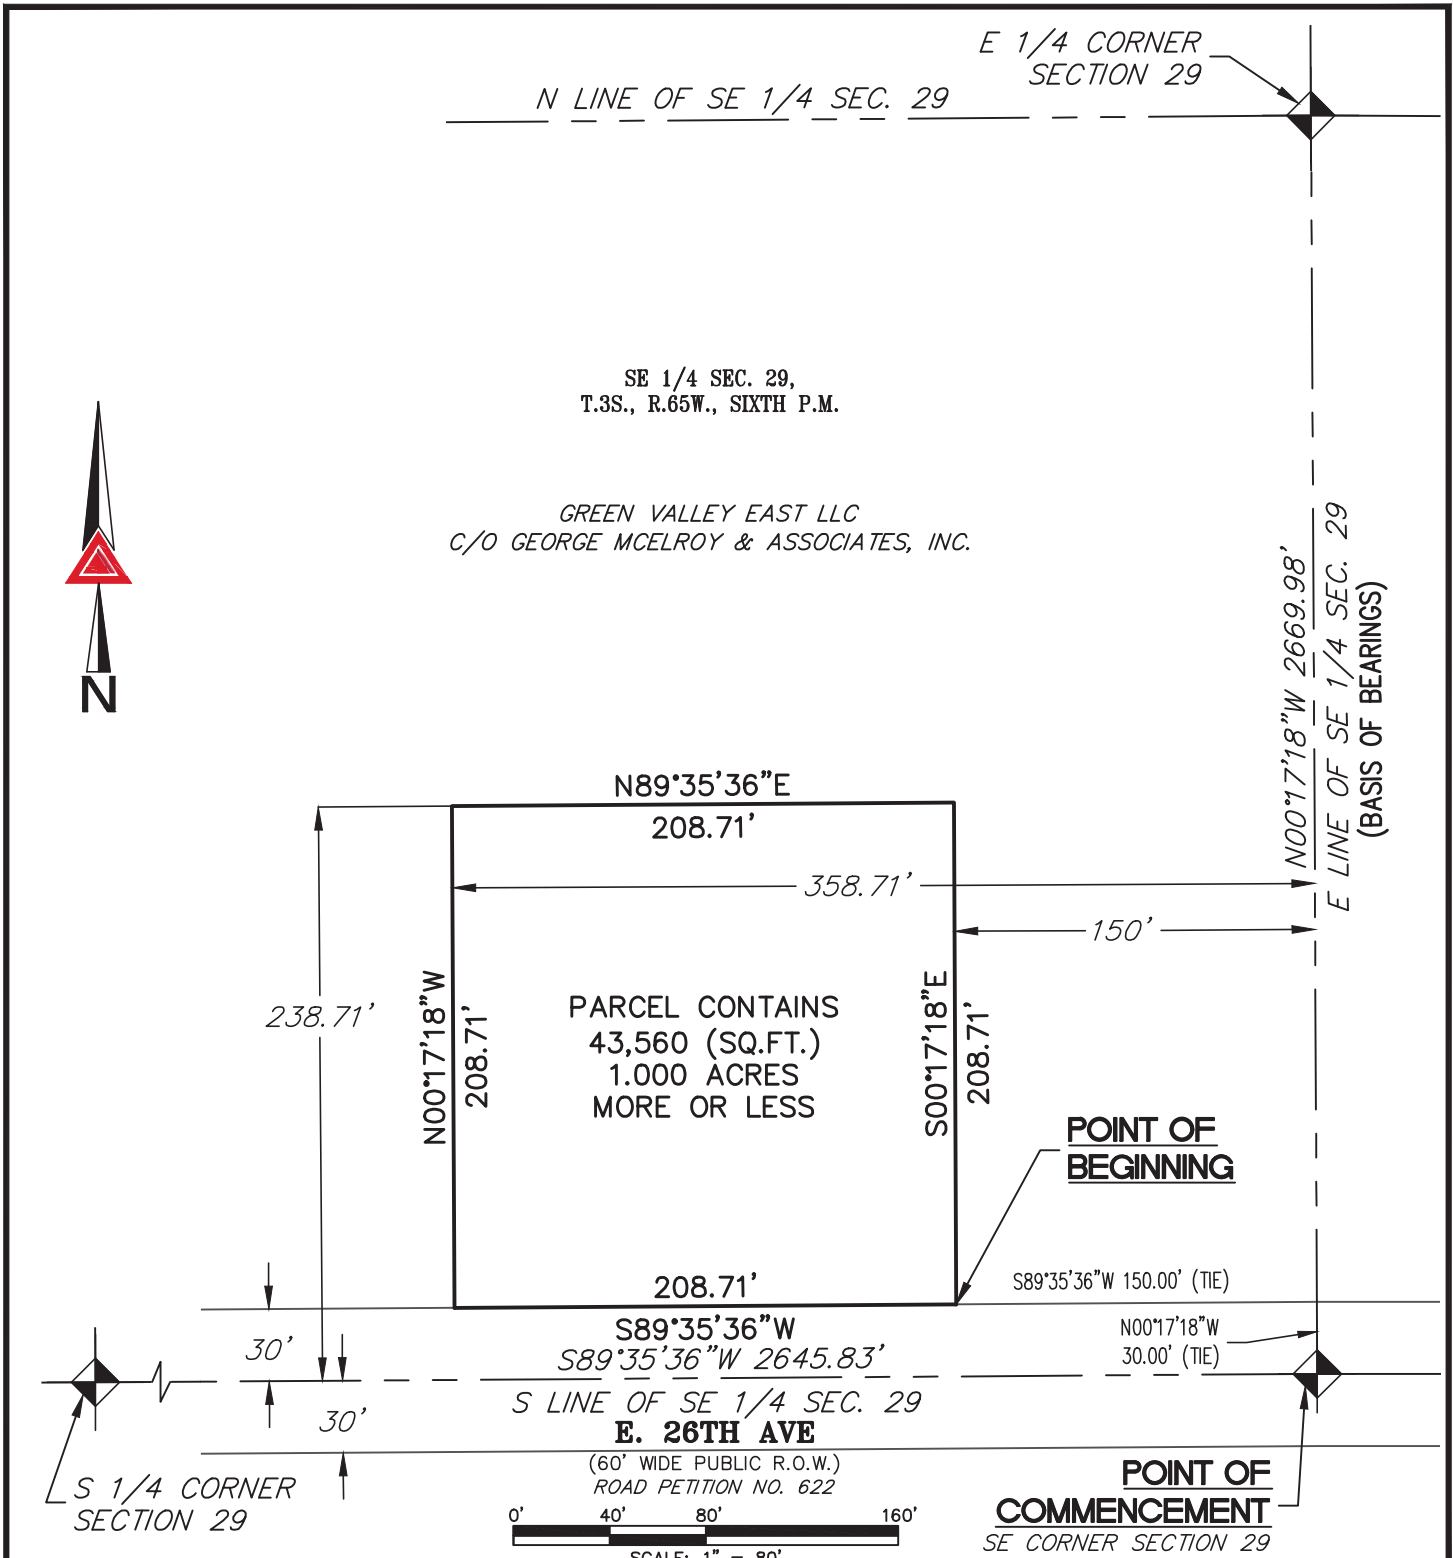 E 1/4 CORNER
SECTION 29
N LINE OF SE 1/4 SEC. 29
SE 1/4 SEC. 29,
T.3S., R.65W., SIXTH P.M.
GREEN VALLEY EAST LLC
C/O GEORGE MCELROY & ASSOCIATES, INC.
N
N00°17'18"W 2669.98'
E LINE OF SE 1/4 SEC. 29
(BASIS OF BEARINGS)
N89°35'36"E
208.71'
358.71'
150'
238.71'
N00°17'18"W
208.71'
PARCEL CONTAINS
43,560 (SQ.FT.)
1.000 ACRES
MORE OR LESS
S00°17'18"E
208.71'
POINT OF
BEGINNING
208.71'
S89°35'36"W
S89°35'36"W 150.00' (TIE)
N00°17'18"W
30.00' (TIE)
30'
S89°35'36"W 2645.83'
S LINE OF SE 1/4 SEC. 29
30'
E. 26TH AVE
(60' WIDE PUBLIC R.O.W.)
ROAD PETITION NO. 622
S 1/4 CORNER
SECTION 29
POINT OF
COMMENCEMENT
SE CORNER SECTION 29
0' 40' 80' 160'
SCALE: 1" = 80'